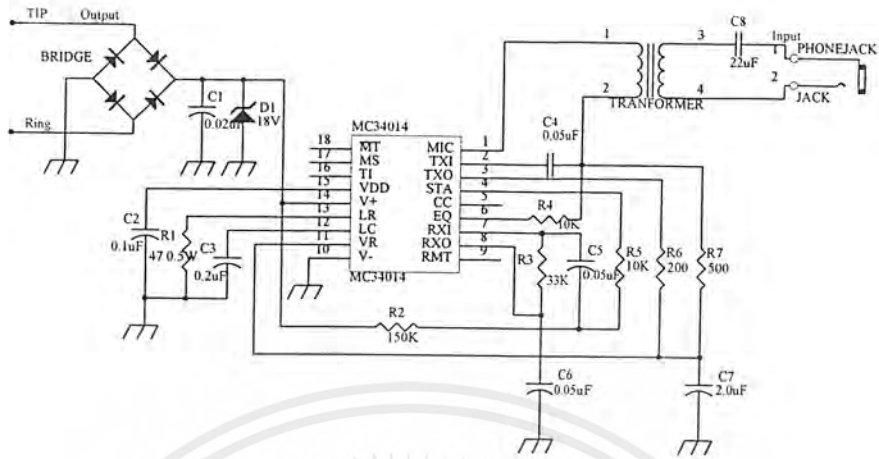 TIP
Output
BRIDGE
Ring
C1
0.02uF
D1
18V
MC34014
18 MT
17 MS
16 TI
15 VDD
14 V+
13 LR
12 LC
11 VR
10 V-
MIC 1
TXI 2
TXO 3
STA 4
CC 5
EQ 6
RXI 7
RXO 8
RMT 9
MC34014
C2
0.1uF
R1
47 0.5W
C3
0.2uF
R2
150K
1
2
3
4
TRANFORMER
C8
22uF
Input
1
PHONEJACK
2
JACK
C4
0.05uF
R4
10K
R3
33K
C5
0.05uF
R5
10K
R6
200
R7
500
C6
0.05uF
C7
2.0uF